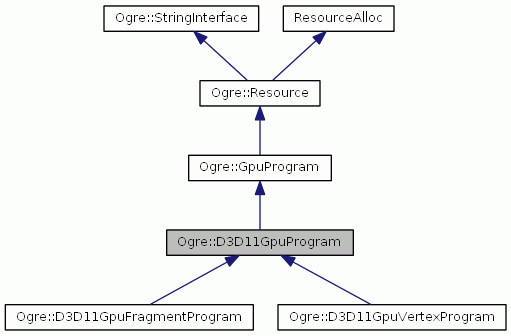 Ogre::StringInterface
ResourceAlloc
Ogre::Resource
Ogre::GpuProgram
Ogre::D3D11GpuProgram
Ogre::D3D11GpuFragmentProgram
Ogre::D3D11GpuVertexProgram